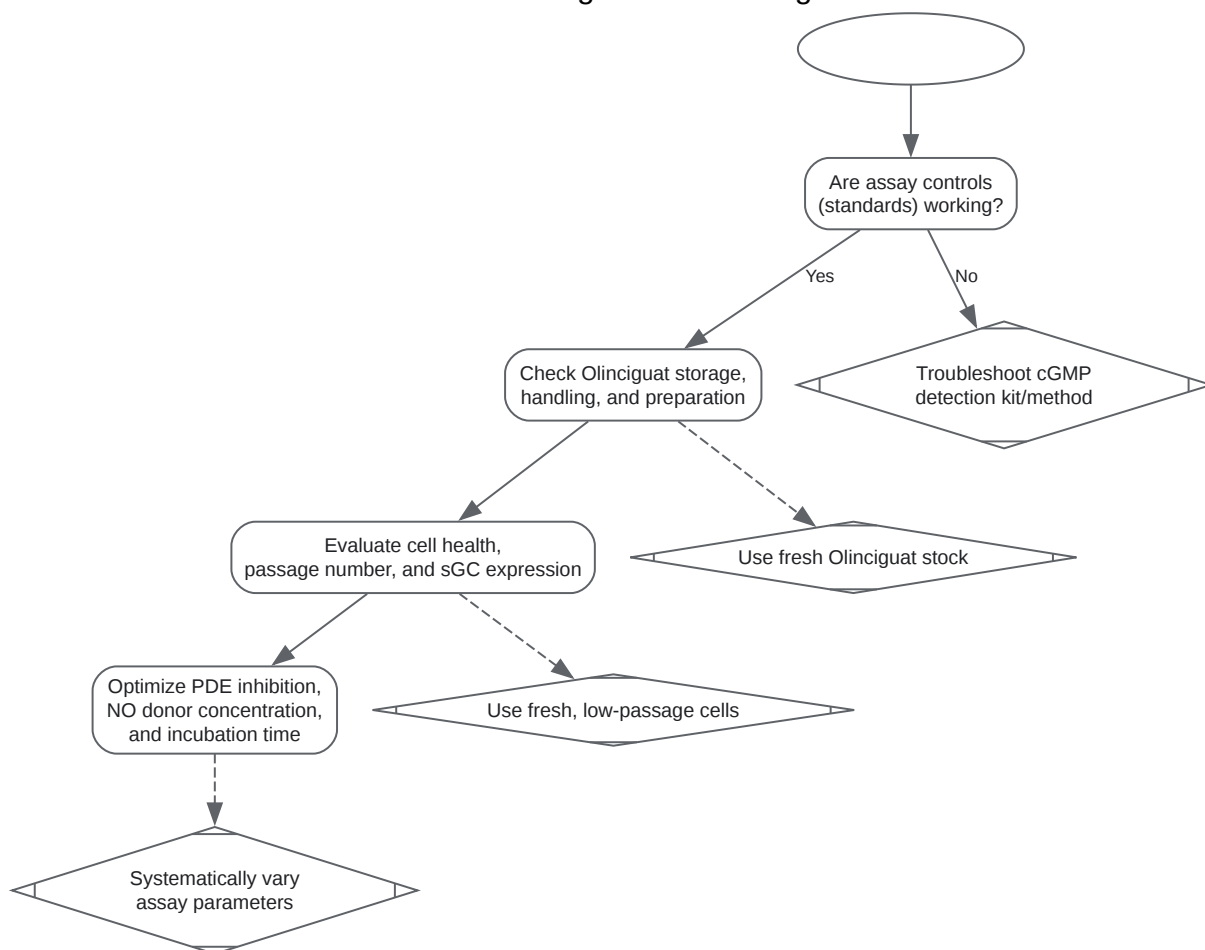 Are assay controls
(standards) working?
Yes
No
Check Olinciguat storage,
handling, and preparation
Troubleshoot cGMP
detection kit/method
Evaluate cell health,
passage number, and sGC expression
Use fresh Olinciguat stock
Optimize PDE inhibition,
NO donor concentration,
and incubation time
Use fresh, low-passage cells
Systematically vary
assay parameters